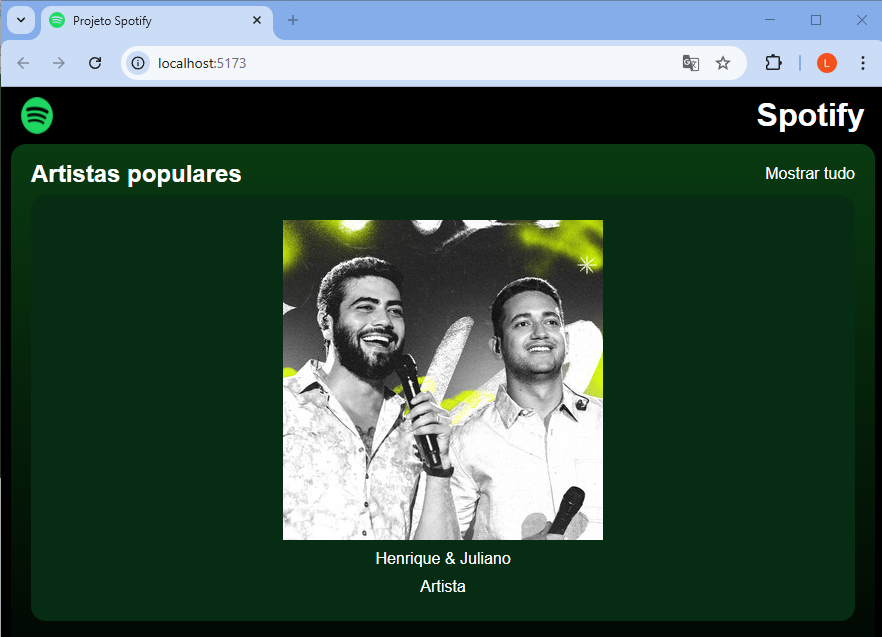 Projeto Spotify
localhost:5173
L
Spotify
Artistas populares
Mostrar tudo
Henrique & Juliano
Artista